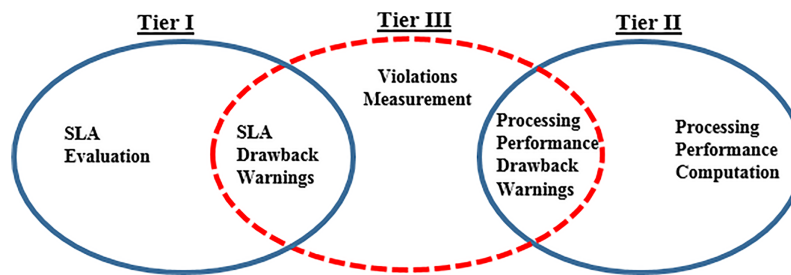 Tier I
Tier III
Tier II
SLA
Evaluation
SLA
Drawback
Warnings
Violations
Measurement
Processing
Performance
Drawback
Warnings
Processing
Performance
Computation